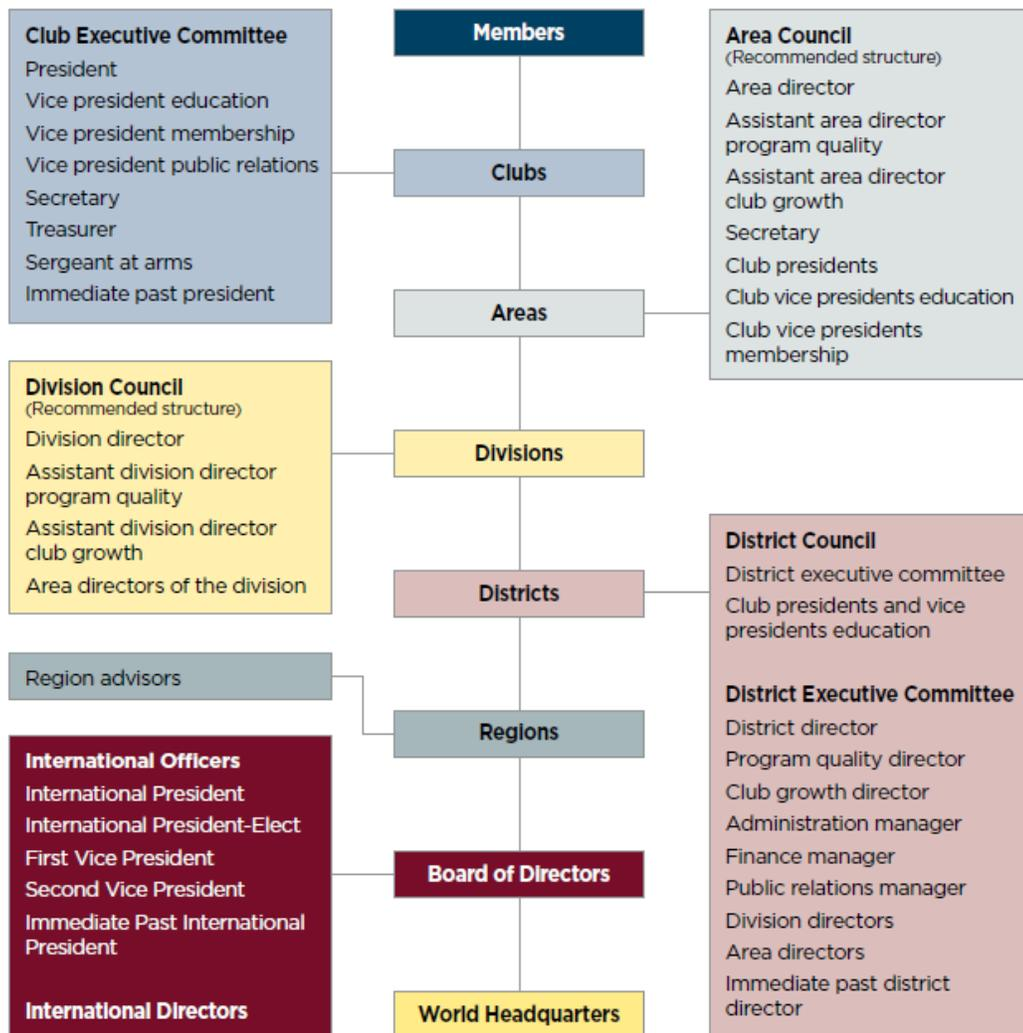 Club Executive Committee
President
Vice president education
Vice president membership
Vice president public relations
Secretary
Treasurer
Sergeant at arms
Immediate past president
Members
Clubs
Area Council
(Recommended structure)
Area director
Assistant area director
program quality
Assistant area director
club growth
Secretary
Club presidents
Club vice presidents education
Club vice presidents
membership
Areas
Division Council
(Recommended structure)
Division director
Assistant division director
program quality
Assistant division director
club growth
Area directors of the division
Divisions
Districts
District Council
District executive committee
Club presidents and vice
presidents education
District Executive Committee
District director
Program quality director
Club growth director
Administration manager
Finance manager
Public relations manager
Division directors
Area directors
Immediate past district
director
Region advisors
Regions
International Officers
International President
International President-Elect
First Vice President
Second Vice President
Immediate Past International
President
International Directors
Board of Directors
World Headquarters